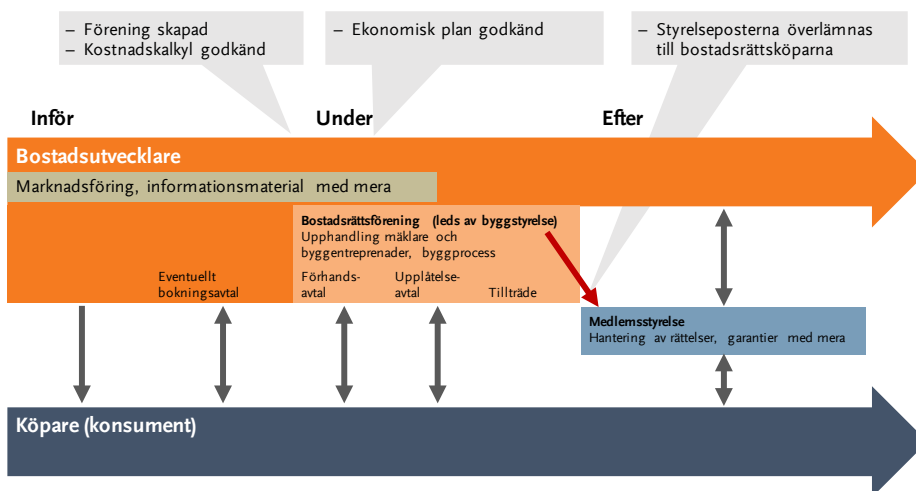 – Förening skapad
– Kostnadskalkyl godkänd
– Ekonomisk plan godkänd
– Styrelseposterna överlämnas
till bostadsrättsköparna
Inför
Under
Efter
Bostadsutvecklare
Marknadsföring, informationsmaterial med mera
Bostadsrättsförening (leds av byggstyrelse)
Upphandling mäklare och
byggentreprenader, byggprocess
Eventuellt
bokningsavtal
Förhands-
avtal
Upplåtelse-
avtal
Tillträde
Medlemsstyrelse
Hantering av rättelser, garantier med mera
Köpare (konsument)